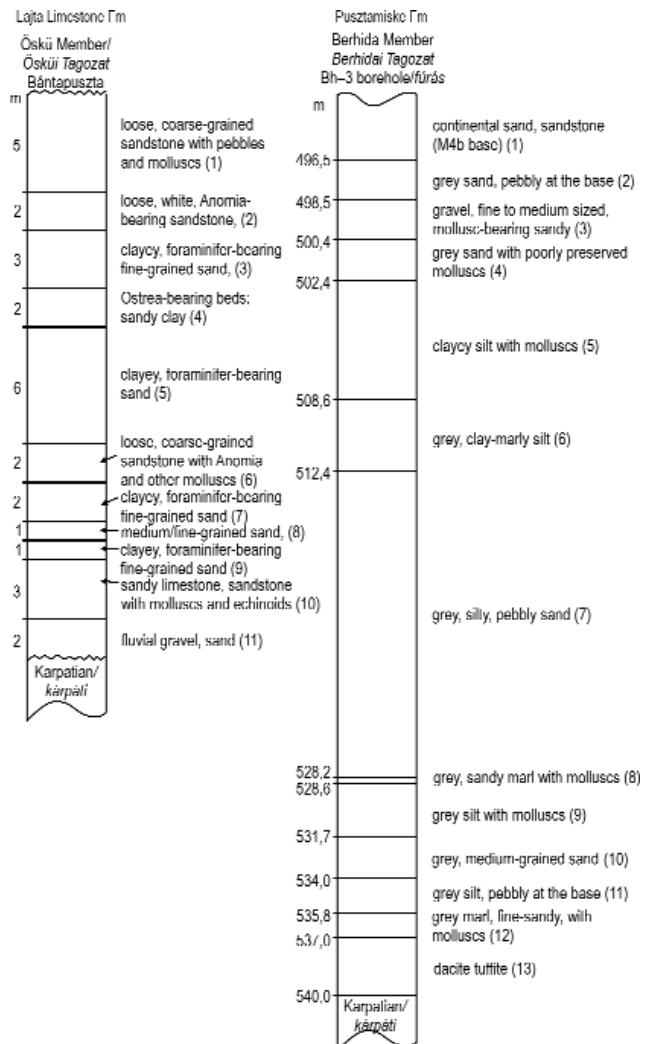 Lajta Limestone Fm
Öskü Member/
Öskül Tagozat
Bántapuszta
m
5
loose, coarse-grained
sandstone with pebbles
and molluscs (1)
2
loose, white, Anomia-
bearing sandstone, (2)
3
clayey, foraminifer-bearing
fine-grained sand, (3)
2
Ostrea-bearing beds;
sandy clay (4)
6
clayey, foraminifer-bearing
sand (5)
2
loose, coarse-grained
sandstone with Anomia
and other molluscs (6)
2
clayey, foraminifer-bearing
fine-grained sand (7)
1
medium/fine-grained sand, (8)
1
clayey, foraminifer-bearing
fine-grained sand (9)
3
sandy limestone, sandstone
with molluscs and echinoids (10)
2
fluvial gravel, sand (11)
Karpatian/
kárpáti
Pusztamiske Fm
Berhida Member
Berhidai Tagozat
Bh–3 borehole/fúrás
m
continental sand, sandstone
(M4b base) (1)
496,5
grey sand, pebbly at the base (2)
498,5
gravel, fine to medium sized,
mollusc-bearing sandy (3)
500,4
grey sand with poorly preserved
molluscs (4)
502,4
clayey silt with molluscs (5)
508,6
grey, clay-marly silt (6)
512,4
grey, silty, pebbly sand (7)
528,2
grey, sandy marl with molluscs (8)
528,6
grey silt with molluscs (9)
531,7
grey, medium-grained sand (10)
534,0
grey silt, pebbly at the base (11)
535,8
grey marl, fine-sandy, with
molluscs (12)
537,0
dacite tuffite (13)
540,0
Karpatian/
kárpáti